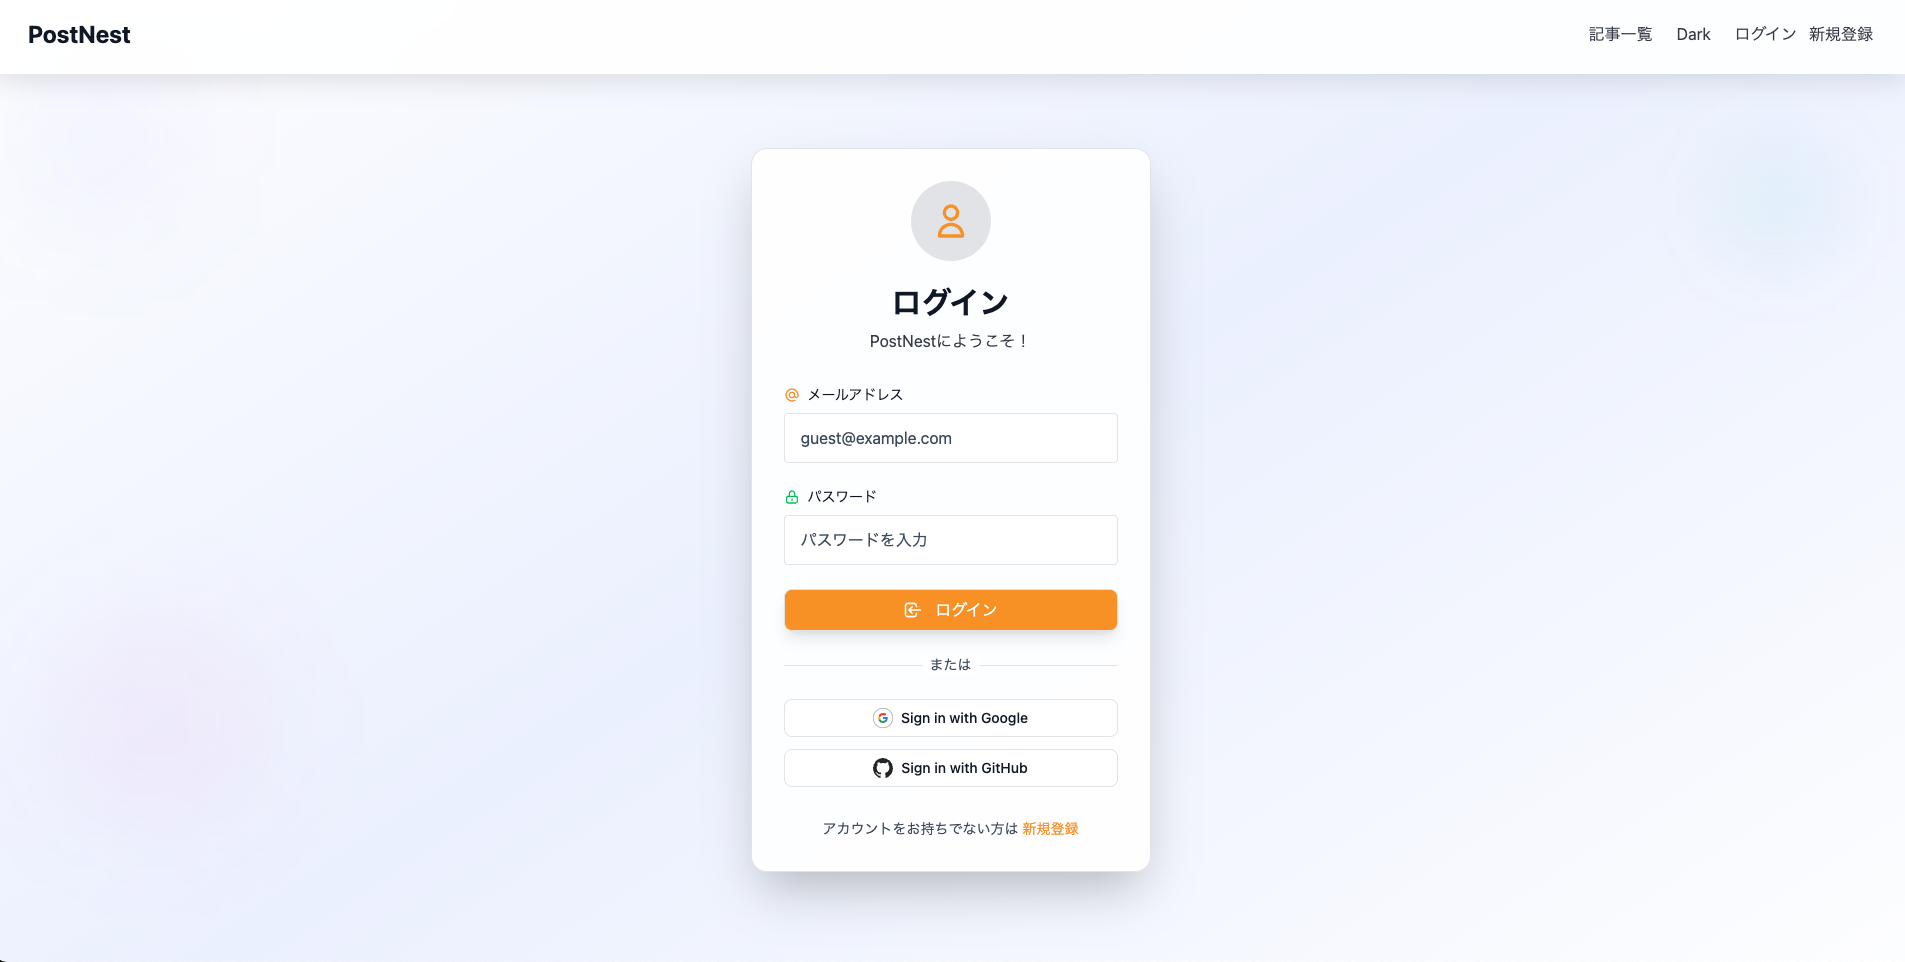 PostNest
記事一覧 Dark ログイン 新規登録
ログイン
PostNestにようこそ！
メールアドレス
guest@example.com
パスワード
パスワードを入力
ログイン
または
Sign in with Google
Sign in with GitHub
アカウントをお持ちでない方は 新規登録